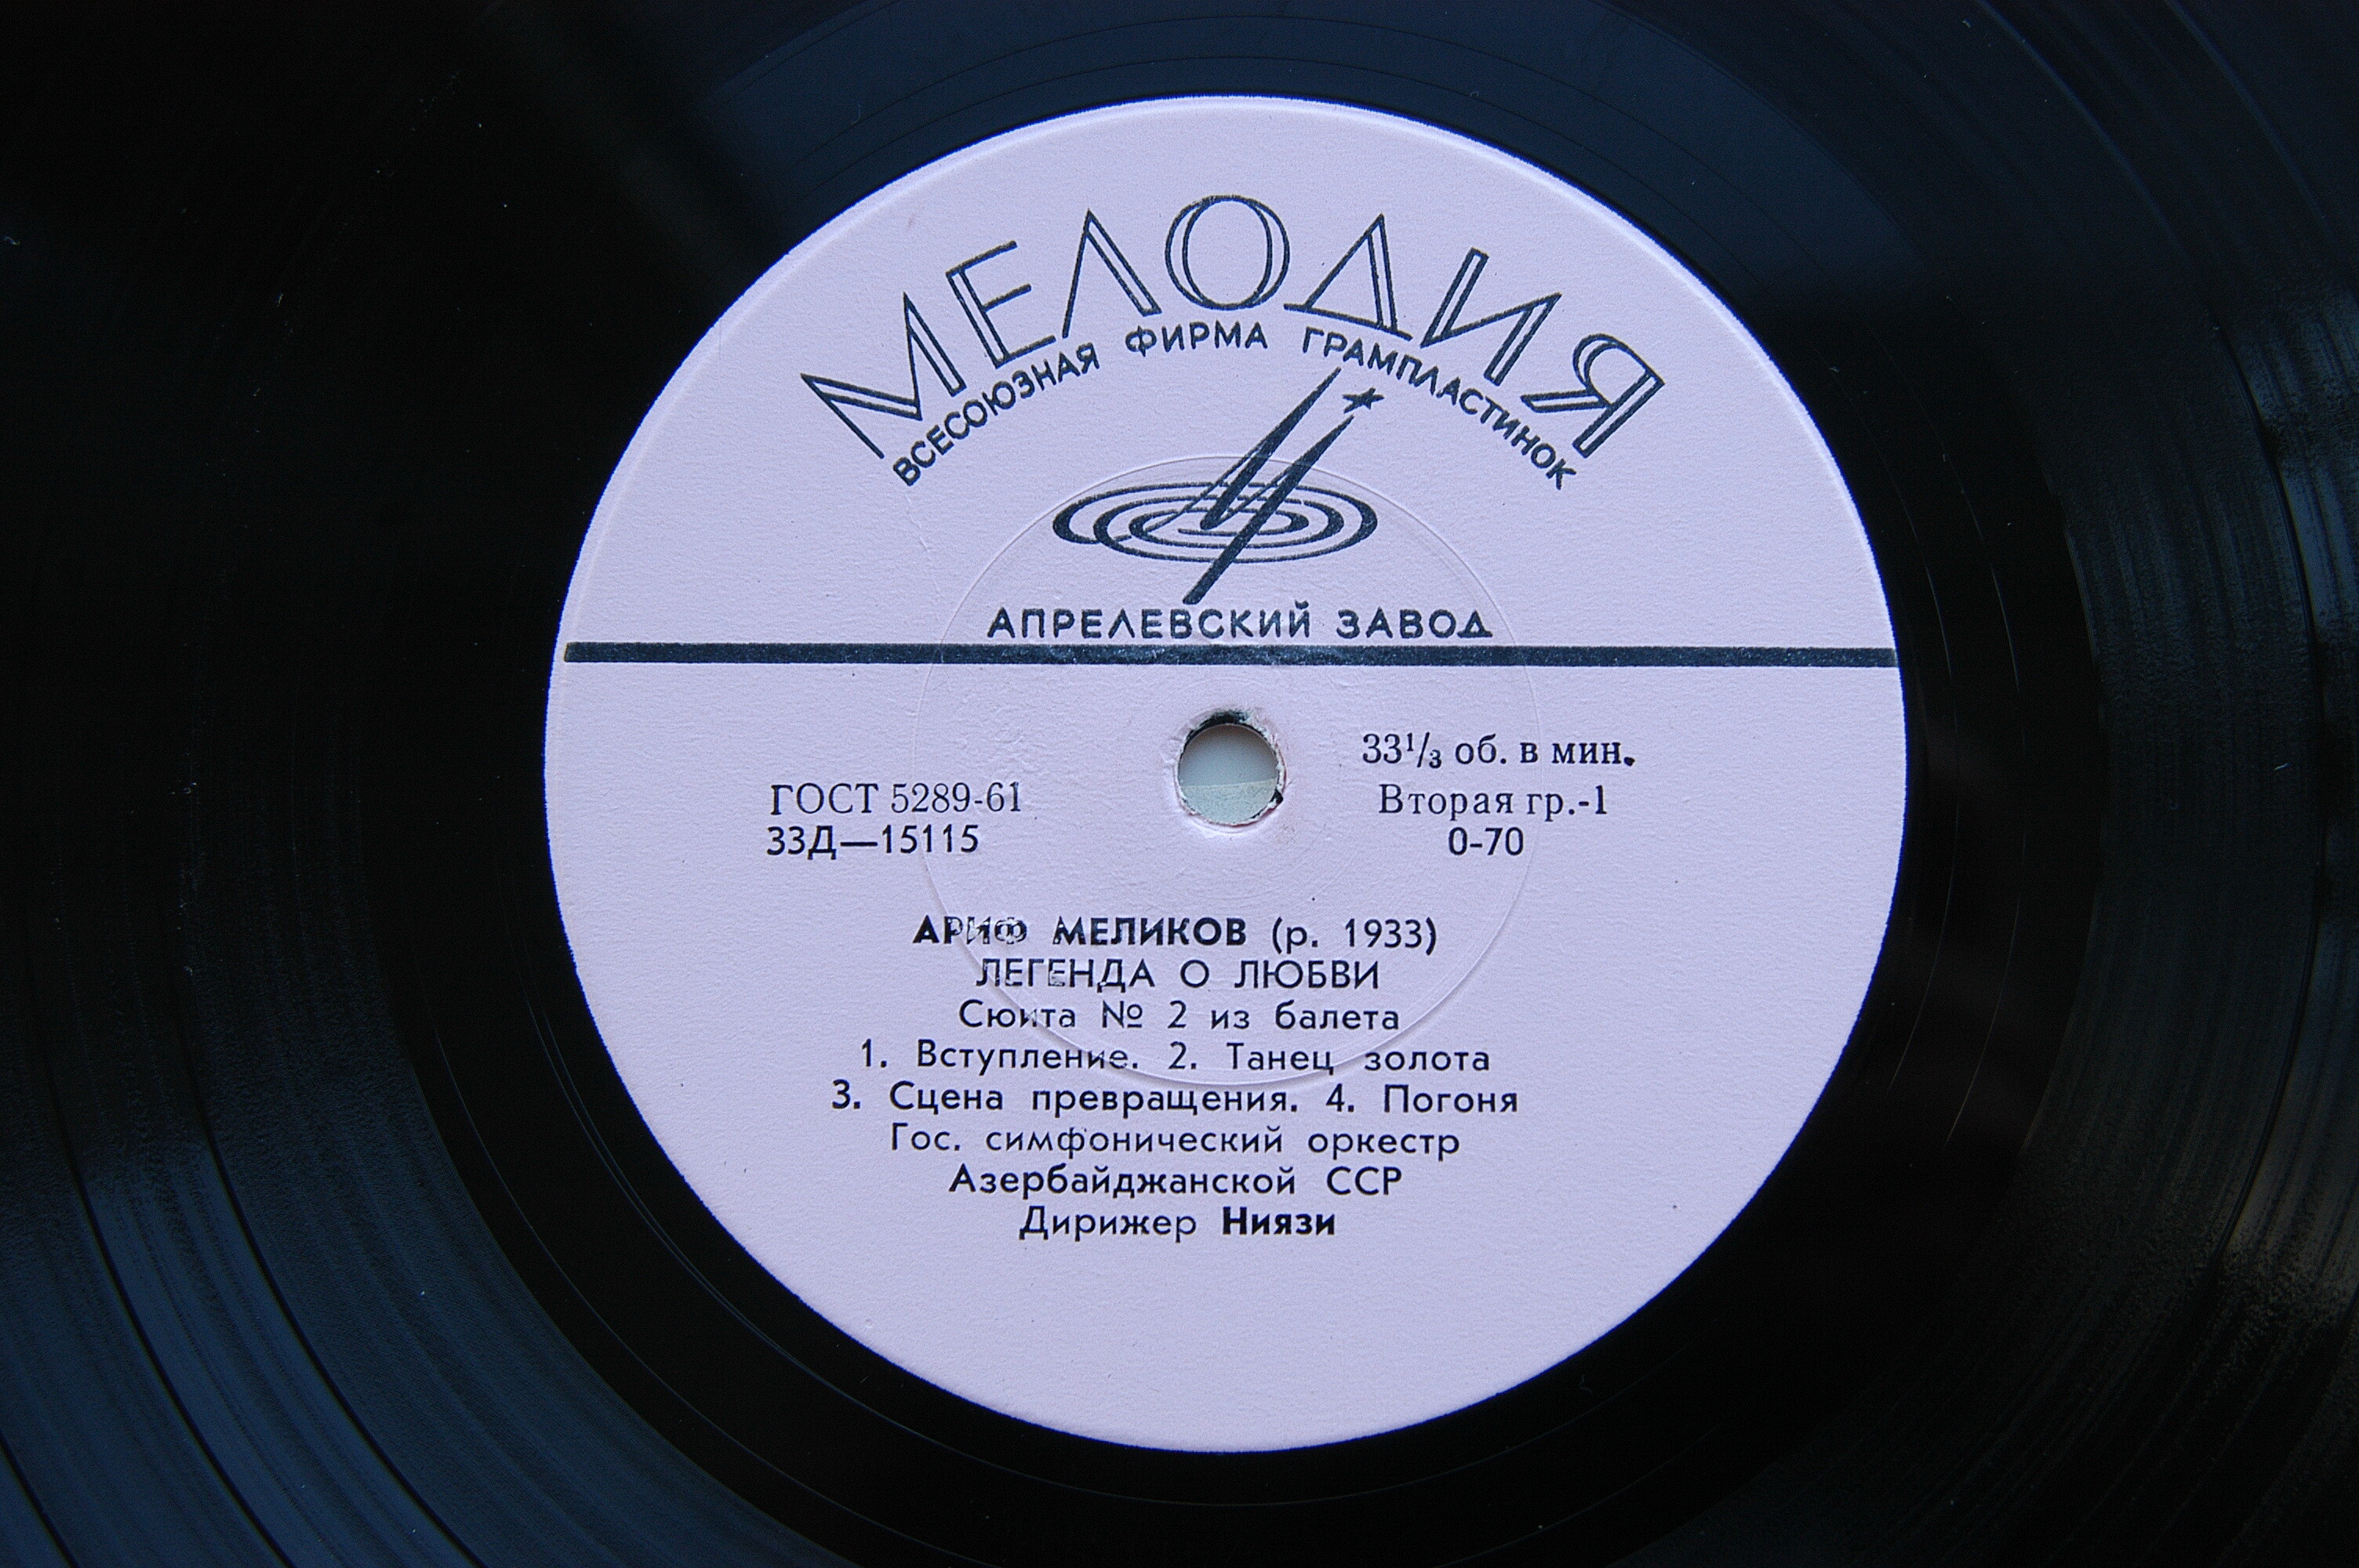 МЕЛОДИЯ
ВСЕСОЮЗНАЯ ФИРМА ГРАМПЛАСТИНОК
АПРЕЛЕВСКИЙ ЗАВОД
33¹/₃ об. в мин.
ГОСТ 5289-61
Вторая гр.-1
33Д—15115
0-70
АРИФ МЕЛИКОВ (р. 1933)
ЛЕГЕНДА О ЛЮБВИ
Сюита № 2 из балета
1. Вступление. 2. Танец золота
3. Сцена превращения. 4. Погоня
Гос. симфонический оркестр
Азербайджанской ССР
Дирижер Ниязи